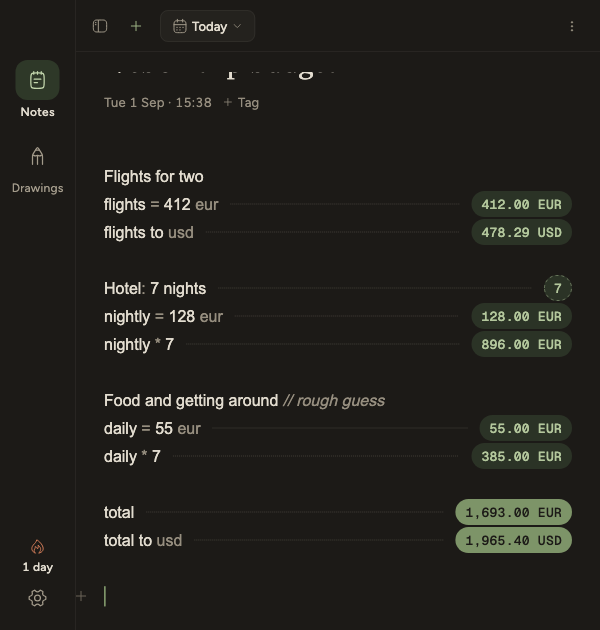 Today
Tue 1 Sep · 15:38 + Tag
Notes
Drawings
Flights for two
flights = 412 eur 412.00 EUR
flights to usd 478.29 USD
Hotel: 7 nights 7
nightly = 128 eur 128.00 EUR
nightly * 7 896.00 EUR
Food and getting around // rough guess
daily = 55 eur 55.00 EUR
daily * 7 385.00 EUR
total 1,693.00 EUR
total to usd 1,965.40 USD
1 day